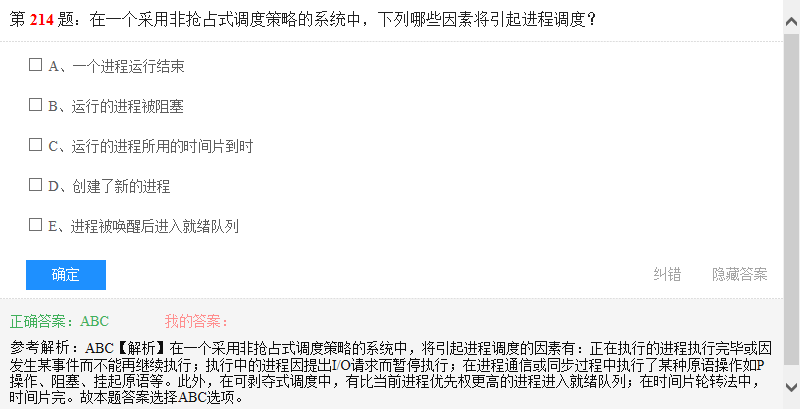 第 214 题：在一个采用非抢占式调度策略的系统中，下列哪些因素将引起进程调度？
A、一个进程运行结束
B、运行的进程被阻塞
C、运行的进程所用的时间片到时
D、创建了新的进程
E、进程被唤醒后进入就绪队列
确定 纠错 隐藏答案
正确答案：ABC 我的答案：
参考解析：ABC【解析】在一个采用非抢占式调度策略的系统中，将引起进程调度的因素有：正在执行的进程执行完毕或因
发生某事件而不能再继续执行；执行中的进程因提出I/O请求而暂停执行；在进程通信或同步过程中执行了某种原语操作如P
操作、阻塞、挂起原语等。此外，在可剥夺式调度中，有比当前进程优先权更高的进程进入就绪队列；在时间片轮转法中，
时间片完。故本题答案选择ABC选项。